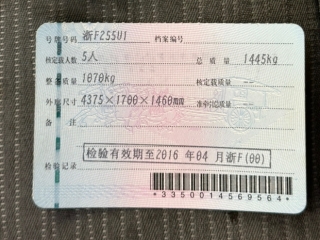 号牌号码 浙F255U1 档案编号
核定载人数 5人 总质量 1445kg
整备质量 1070kg 核定载质量 --
外廓尺寸 4375×1700×1460 准牵引总质量 --
备注
检验有效期至2016 年04 月浙F(00)
检验记录
*3350014569564*